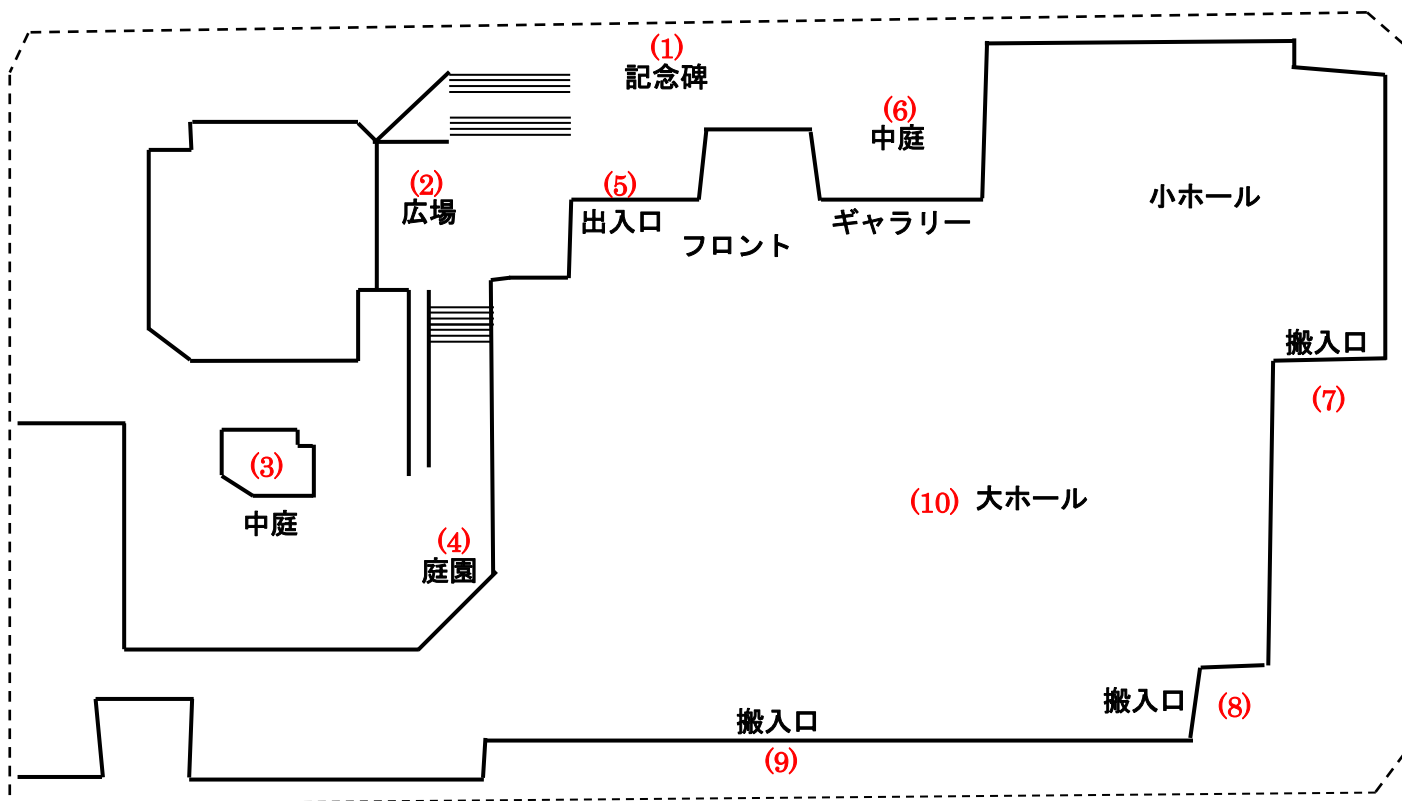 (1)
記念碑
(6)
中庭
(2)
広場
(5)
出入口
フロント
ギャラリー
小ホール
搬入口
(7)
(3)
中庭
(4)
庭園
(10) 大ホール
搬入口
(8)
搬入口
(9)